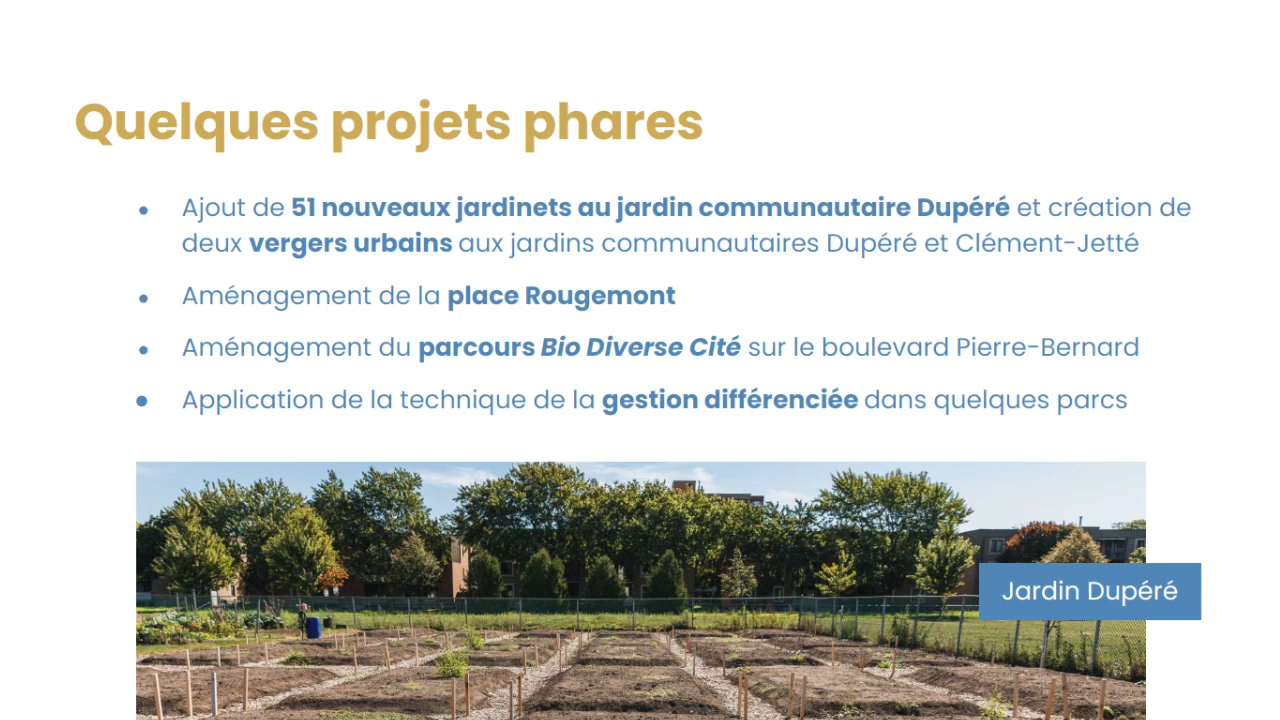 Quelques projets phares
• Ajout de 51 nouveaux jardinets au jardin communautaire Dupéré et création de
deux vergers urbains aux jardins communautaires Dupéré et Clément-Jetté
• Aménagement de la place Rougemont
• Aménagement du parcours Bio Diverse Cité sur le boulevard Pierre-Bernard
• Application de la technique de la gestion différenciée dans quelques parcs
Jardin Dupéré